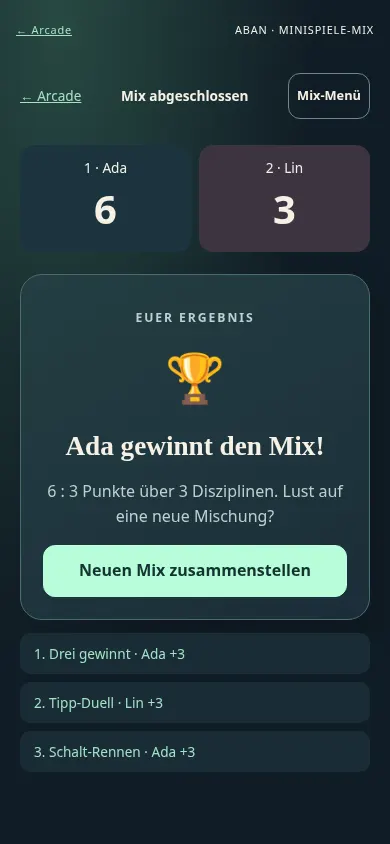 ← Arcade
ABAN · MINISPIELE-MIX
← Arcade
Mix abgeschlossen
Mix-Menü
1 · Ada
6
2 · Lin
3
EUER ERGEBNIS
Ada gewinnt den Mix!
6 : 3 Punkte über 3 Disziplinen. Lust auf
eine neue Mischung?
Neuen Mix zusammenstellen
1. Drei gewinnt · Ada +3
2. Tipp-Duell · Lin +3
3. Schalt-Rennen · Ada +3